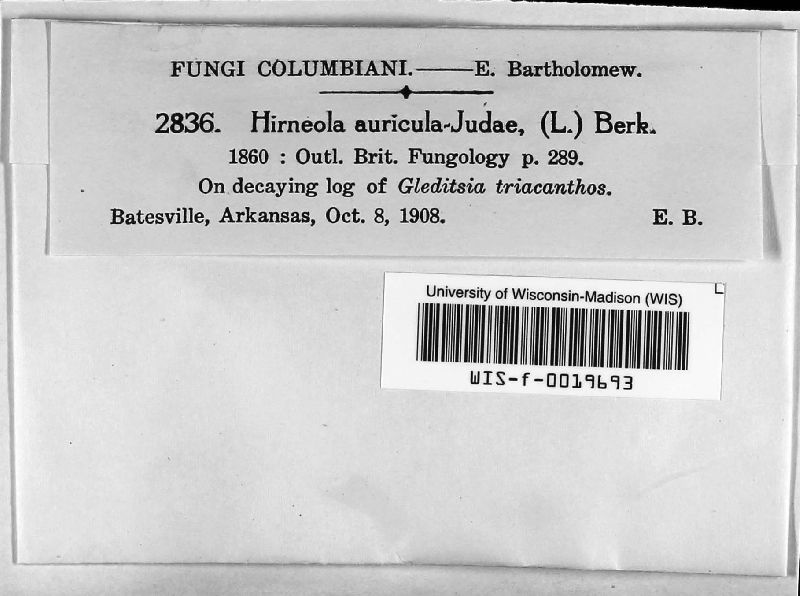 FUNGI COLUMBIANI.——E. Bartholomew.
2836. Hirneola auricula-Judae, (L.) Berk.
1860 : Outl. Brit. Fungology p. 289.
On decaying log of Gleditsia triacanthos.
Batesville, Arkansas, Oct. 8, 1908. E. B.
University of Wisconsin-Madison (WIS)
WIS-f-0019693